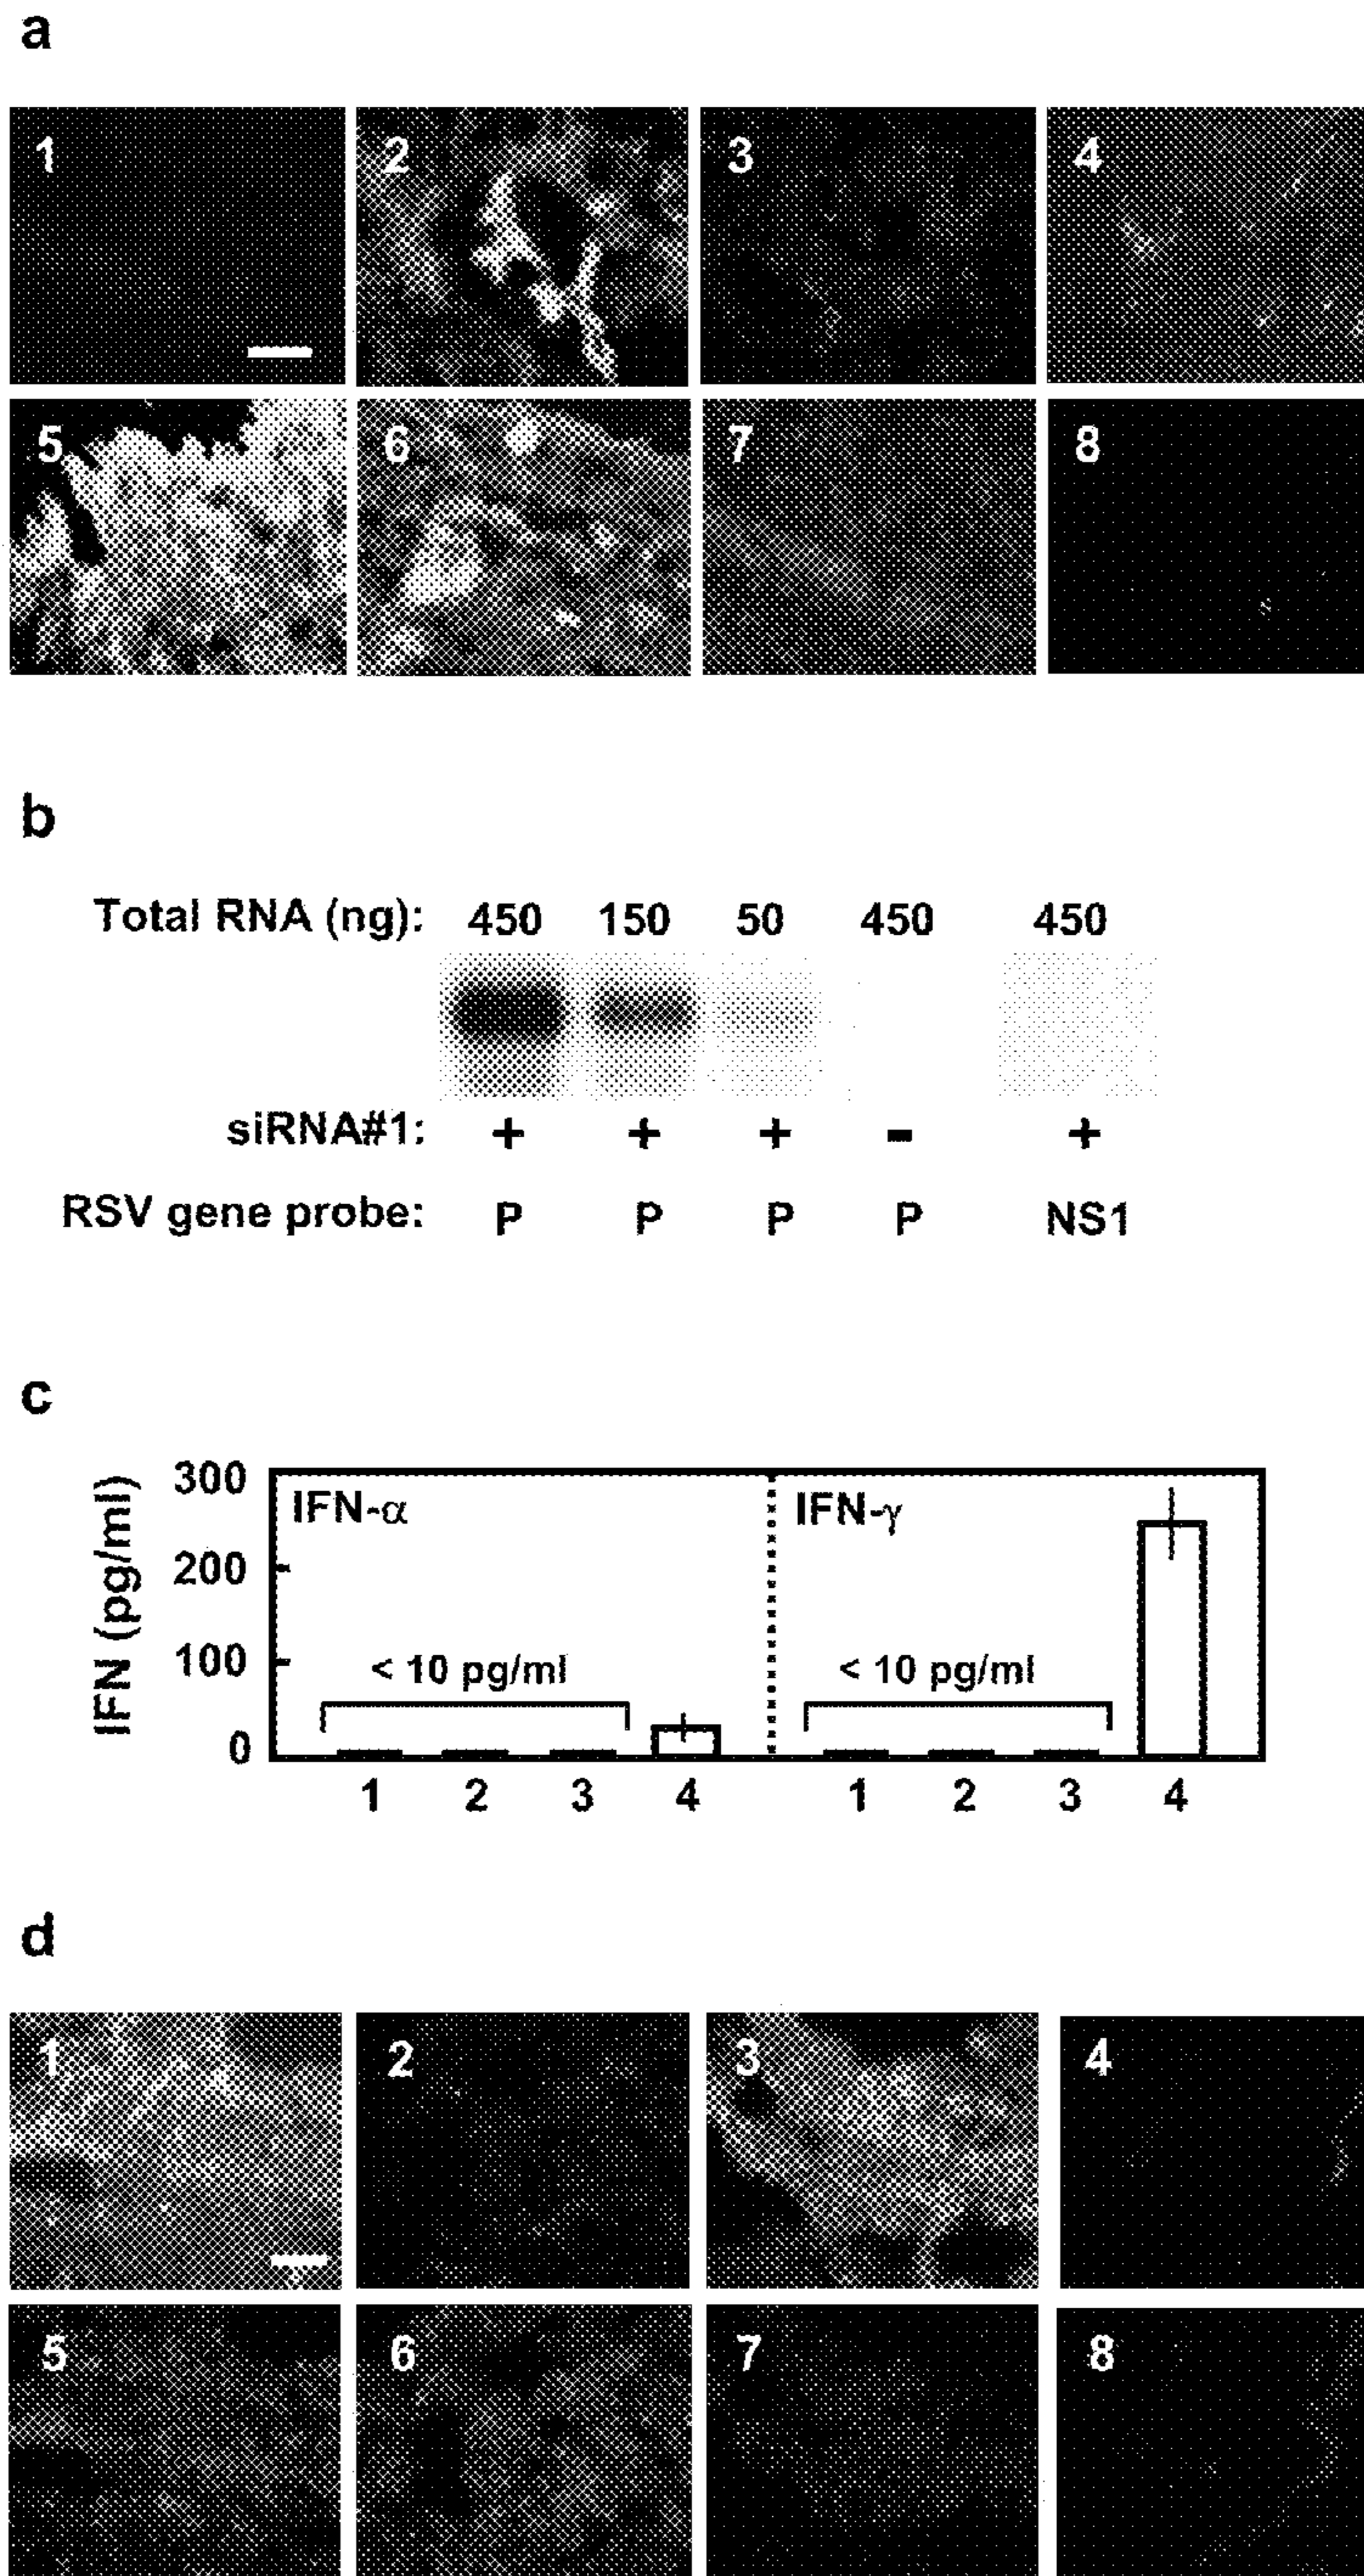 a
1 2 3 4
5 6 7 8
b
Total RNA (ng): 450 150 50 450 450
siRNA#1: + + + - +
RSV gene probe: P P P P NS1
c
IFN (pg/ml)
300
200
100
0
IFN-α IFN-γ
< 10 pg/ml < 10 pg/ml
1 2 3 4 1 2 3 4
d
1 2 3 4
5 6 7 8